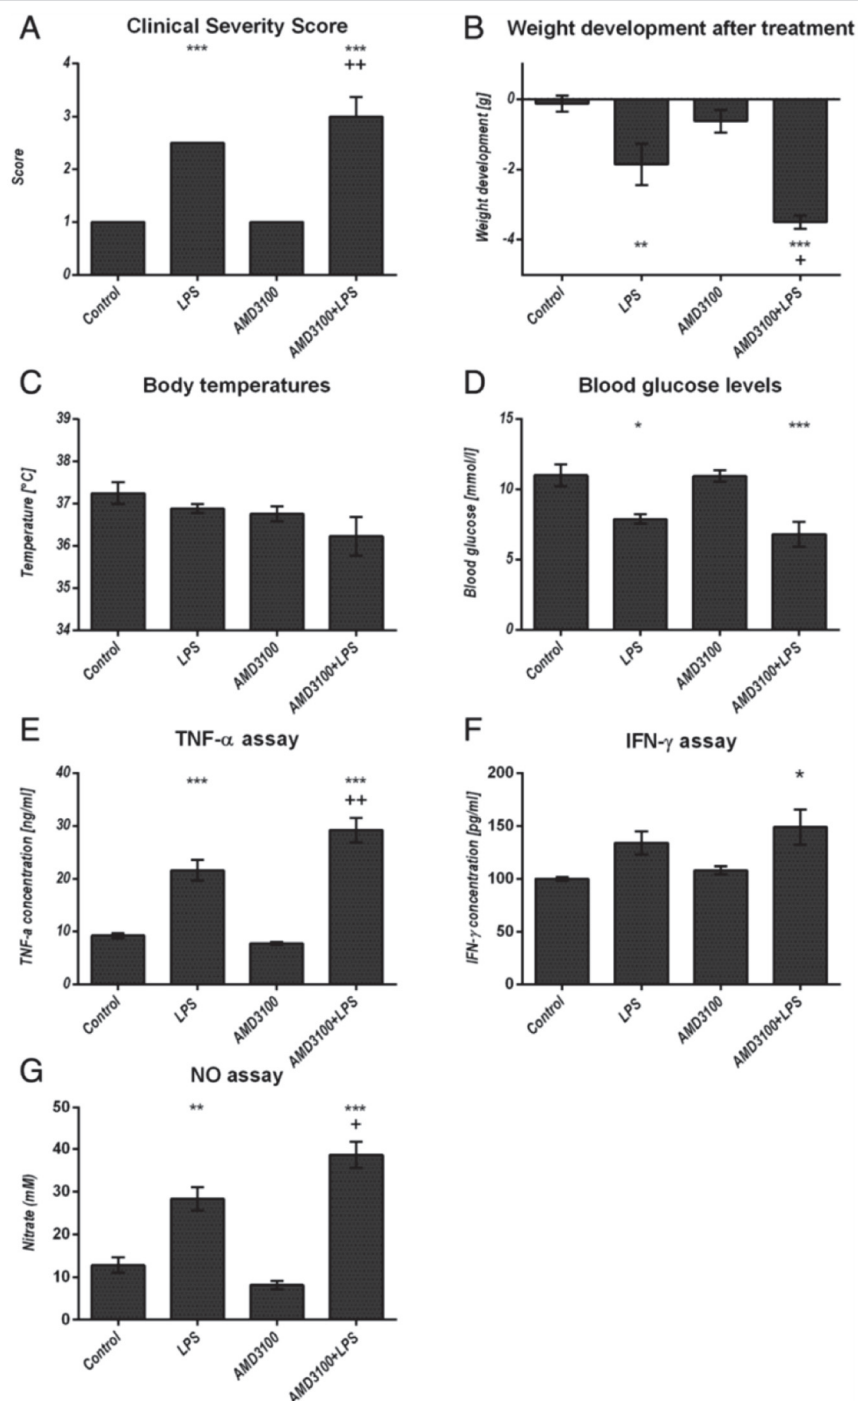 A
Clinical Severity Score
***
***
++
4
3
2
1
0
Score
Control
LPS
AMD3100
AMD3100+LPS
B
Weight development after treatment
0
-2
-4
Weight development [g]
**
***
+
Control
LPS
AMD3100
AMD3100+LPS
C
Body temperatures
39
38
37
36
35
34
Temperature [°C]
Control
LPS
AMD3100
AMD3100+LPS
D
Blood glucose levels
*
***
15
10
5
0
Blood glucose [mmol/l]
Control
LPS
AMD3100
AMD3100+LPS
E
TNF-α assay
***
***
++
40
30
20
10
0
TNF-a concentration [ng/ml]
Control
LPS
AMD3100
AMD3100+LPS
F
IFN-γ assay
*
200
150
100
50
0
IFN-γ concentration [pg/ml]
Control
LPS
AMD3100
AMD3100+LPS
G
NO assay
**
***
+
50
40
30
20
10
0
Nitrate (mM)
Control
LPS
AMD3100
AMD3100+LPS